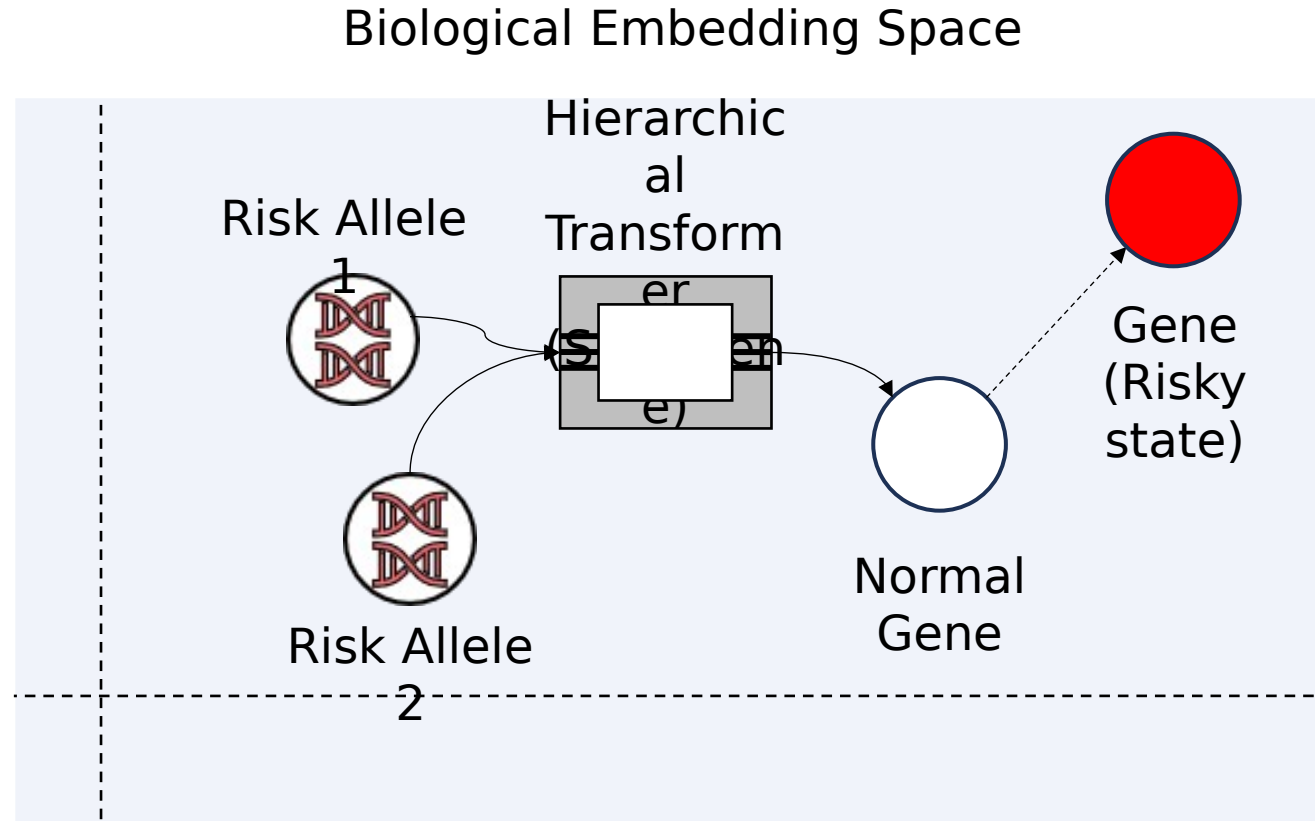 Biological Embedding Space
Hierarchic
al
Transform
er
e)
Risk Allele
1
Risk Allele
2
Normal
Gene
Gene
(Risky
state)